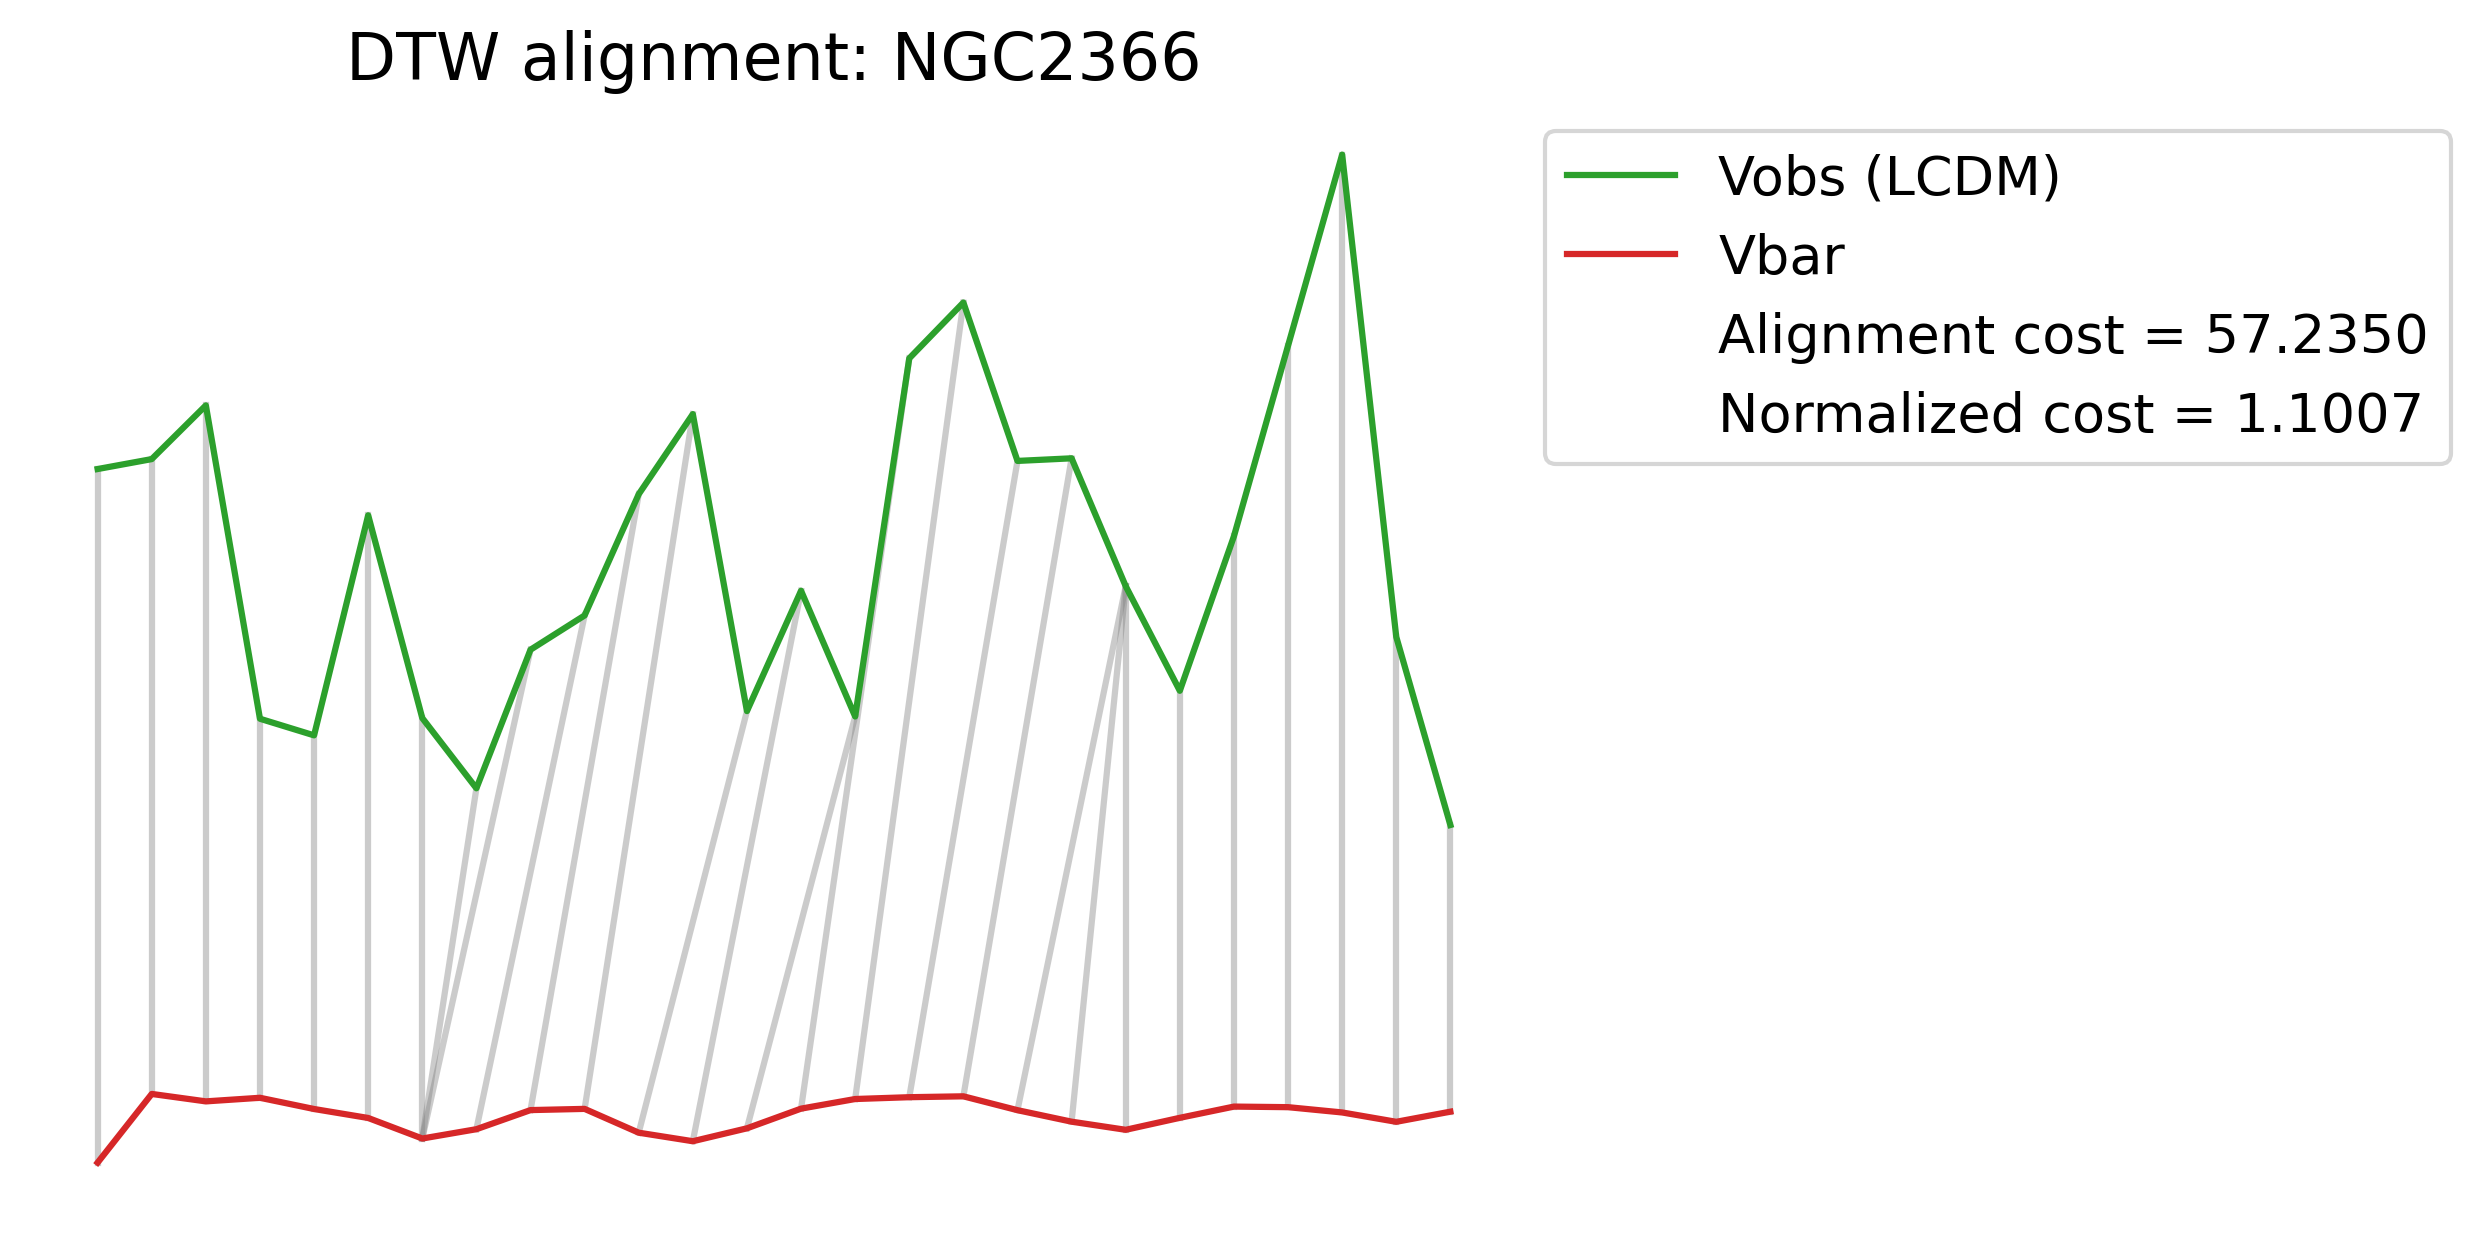 DTW alignment: NGC2366
Vobs (LCDM)
Vbar
Alignment cost = 57.2350
Normalized cost = 1.1007